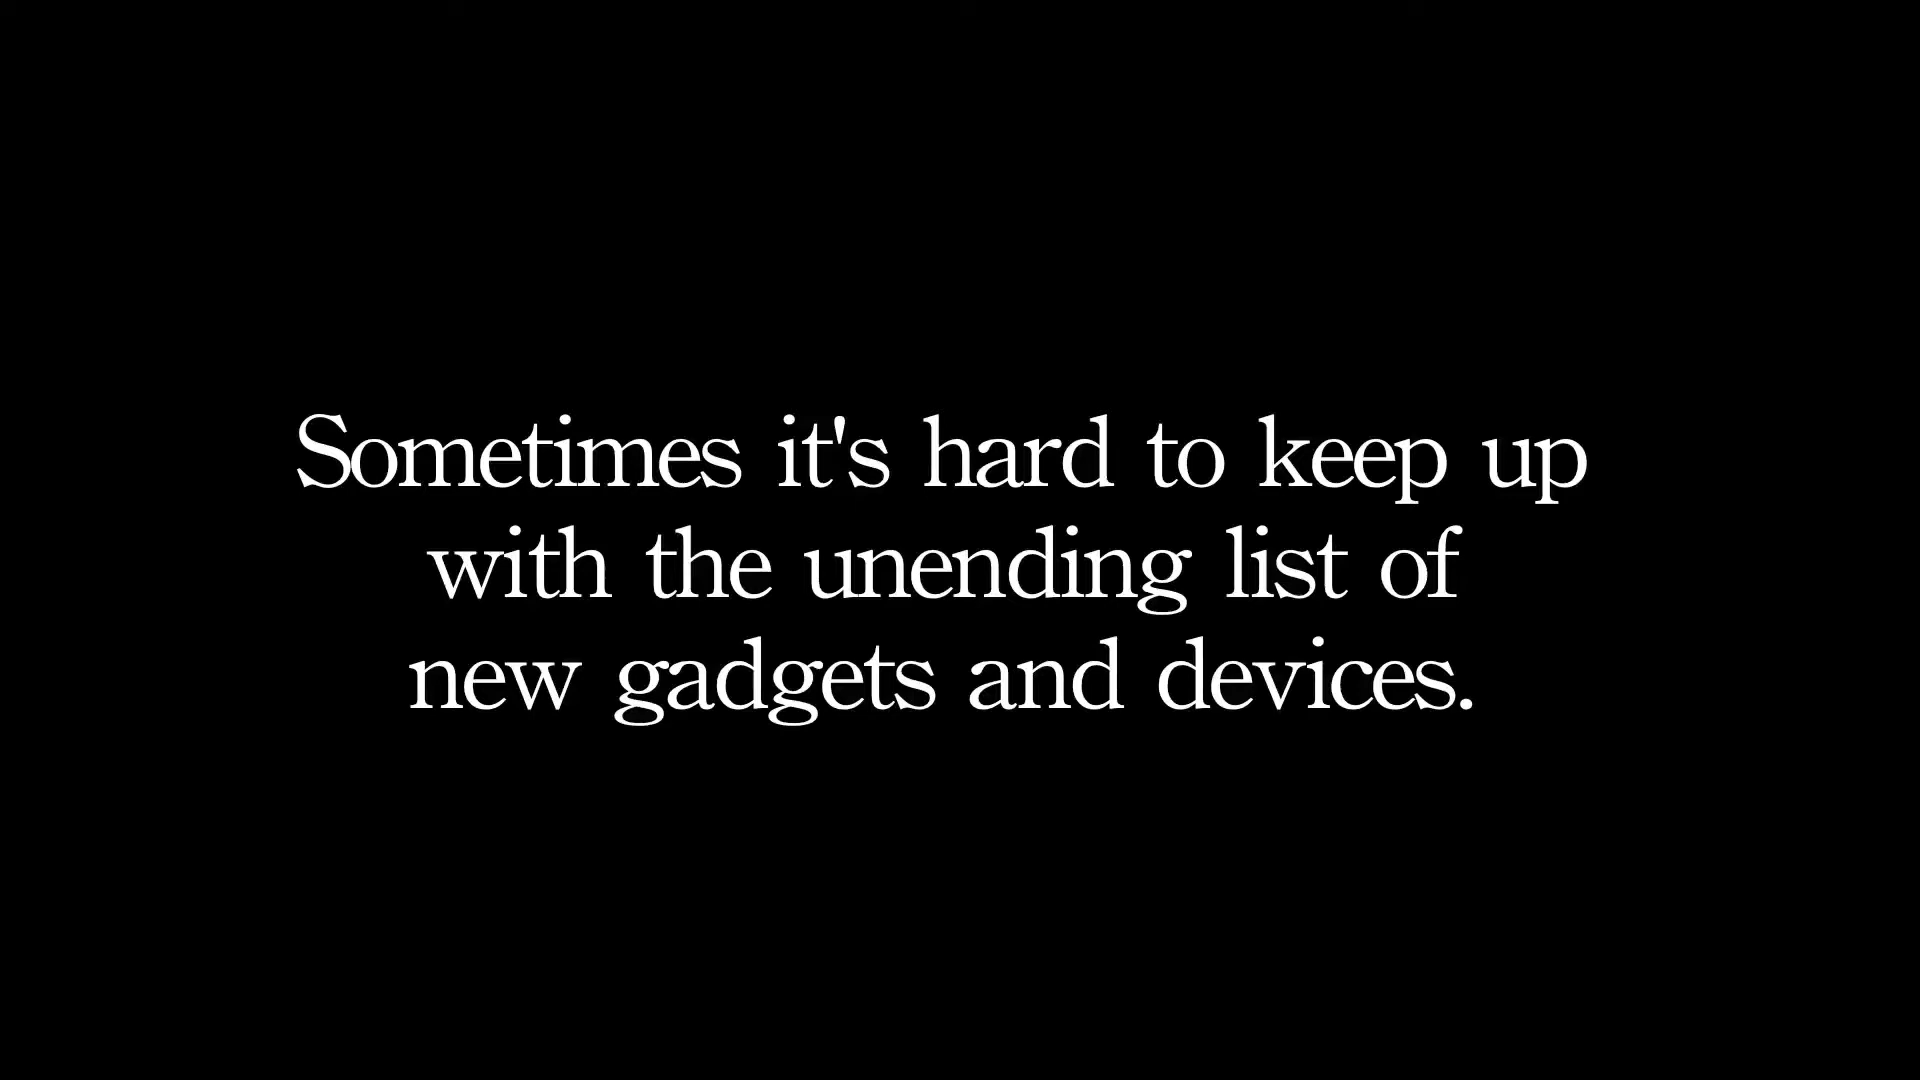 Sometimes it's hard to keep up
with the unending list of
new gadgets and devices.